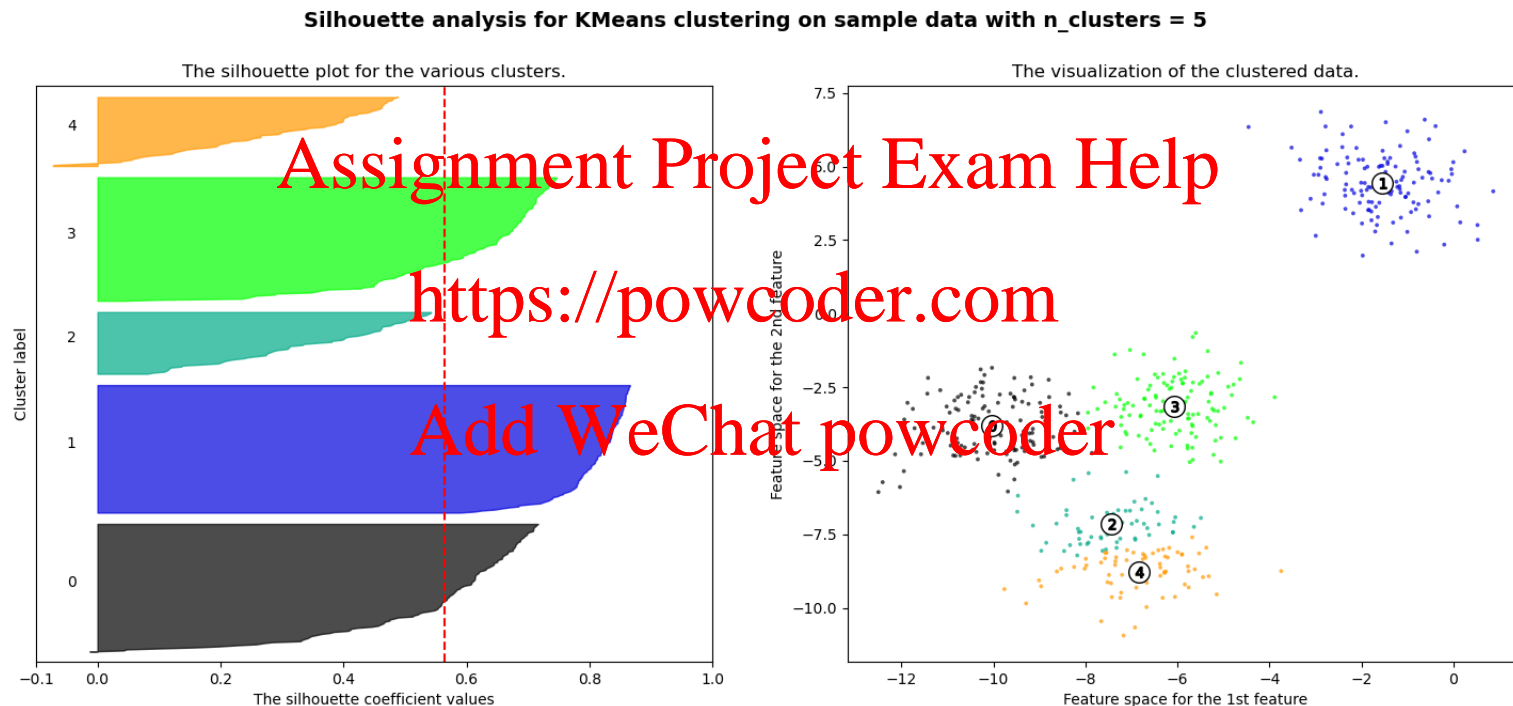 Silhouette analysis for KMeans clustering on sample data with n_clusters = 5
The silhouette plot for the various clusters.
4
3
2
1
0
Cluster label
−0.1 0.0 0.2 0.4 0.6 0.8 1.0
The silhouette coefficient values
The visualization of the clustered data.
7.5
5.0
2.5
0.0
−2.5
−5.0
−7.5
−10.0
Feature space for the 2nd feature
1
3
0
2
4
−12 −10 −8 −6 −4 −2 0
Feature space for the 1st feature
Assignment Project Exam Help
https://powcoder.com
Add WeChat powcoder